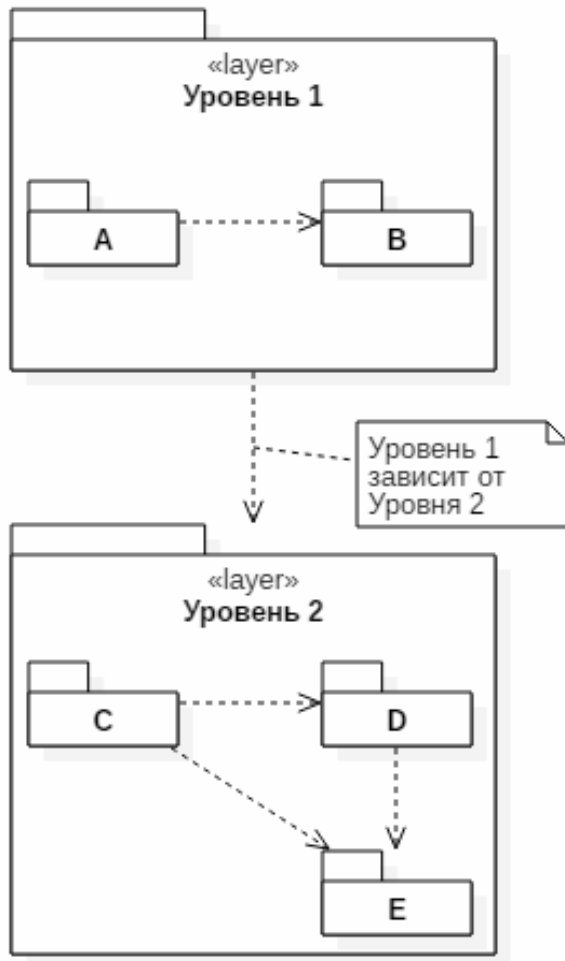 «layer»
Уровень 1
A
B
Уровень 1
зависит от
Уровня 2
«layer»
Уровень 2
C
D
E